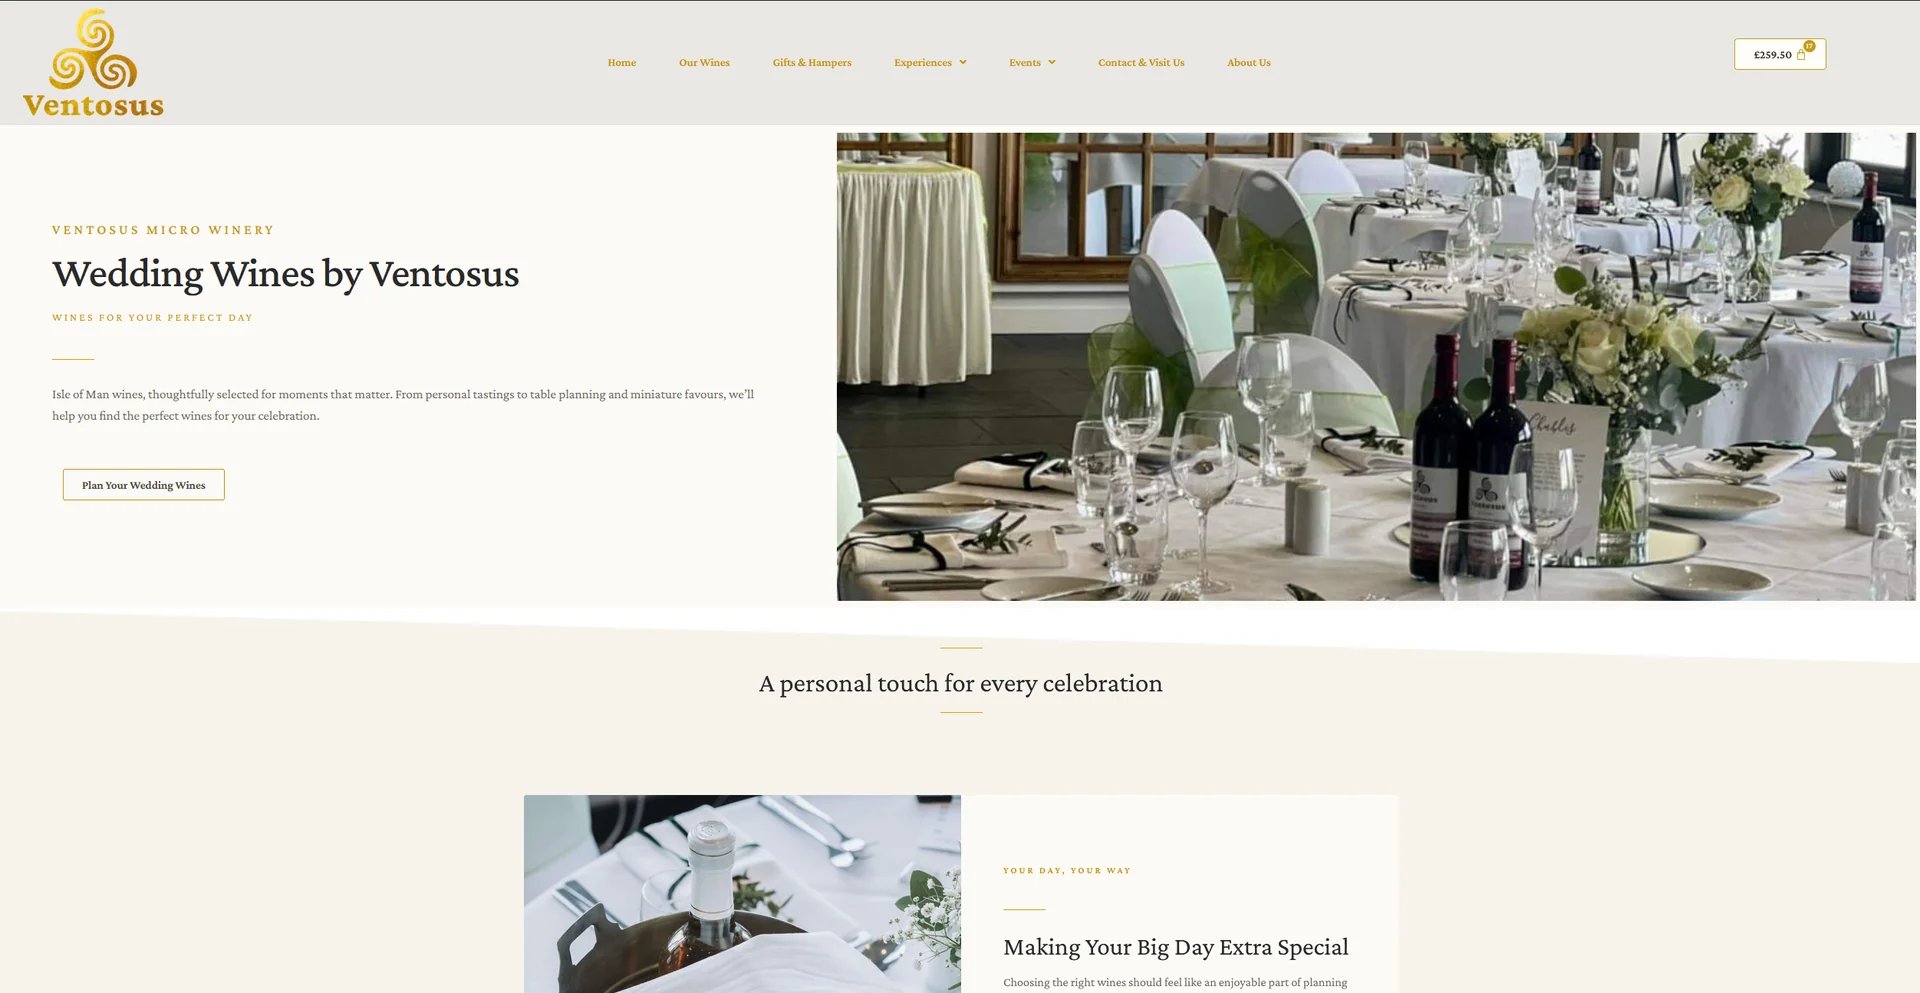 Ventosus
Home
Our Wines
Gifts & Hampers
Experiences
Events
Contact & Visit Us
About Us
£259.50
17
VENTOSUS MICRO WINERY
Wedding Wines by Ventosus
WINES FOR YOUR PERFECT DAY
Isle of Man wines, thoughtfully selected for moments that matter. From personal tastings to table planning and miniature favours, we'll
help you find the perfect wines for your celebration.
Plan Your Wedding Wines
Chablis
A personal touch for every celebration
YOUR DAY, YOUR WAY
Making Your Big Day Extra Special
Choosing the right wines should feel like an enjoyable part of planning